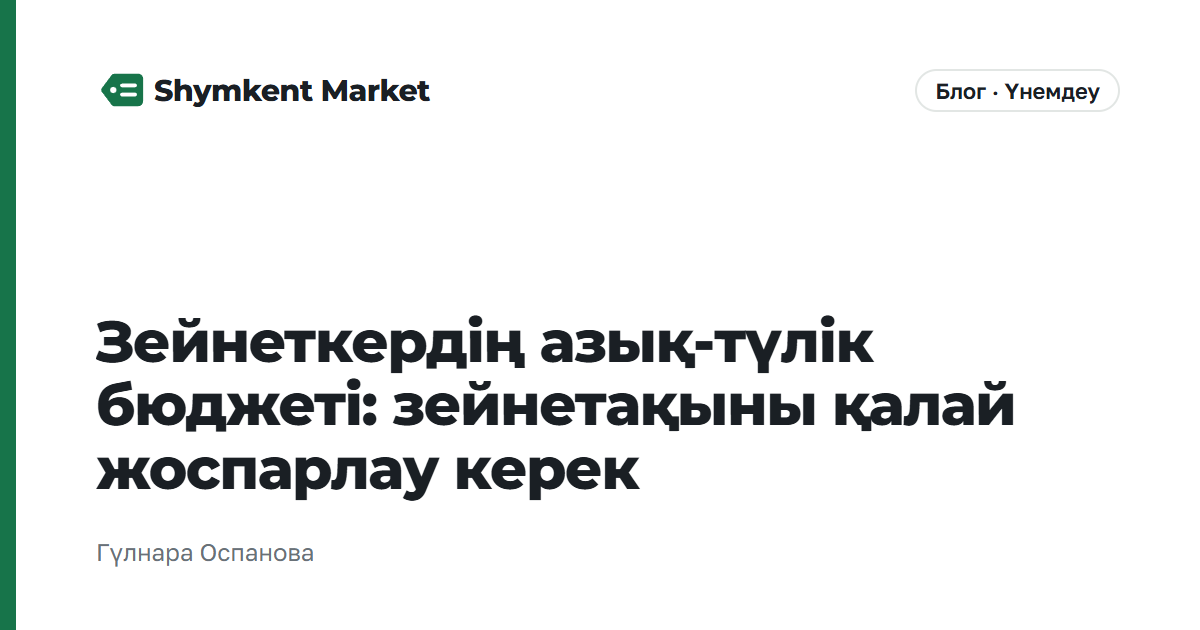 Shymkent Market
Блог · Үнемдеу
Зейнеткердің азық-түлік
бюджеті: зейнетақыны қалай
жоспарлау керек
Гүлнара Оспанова